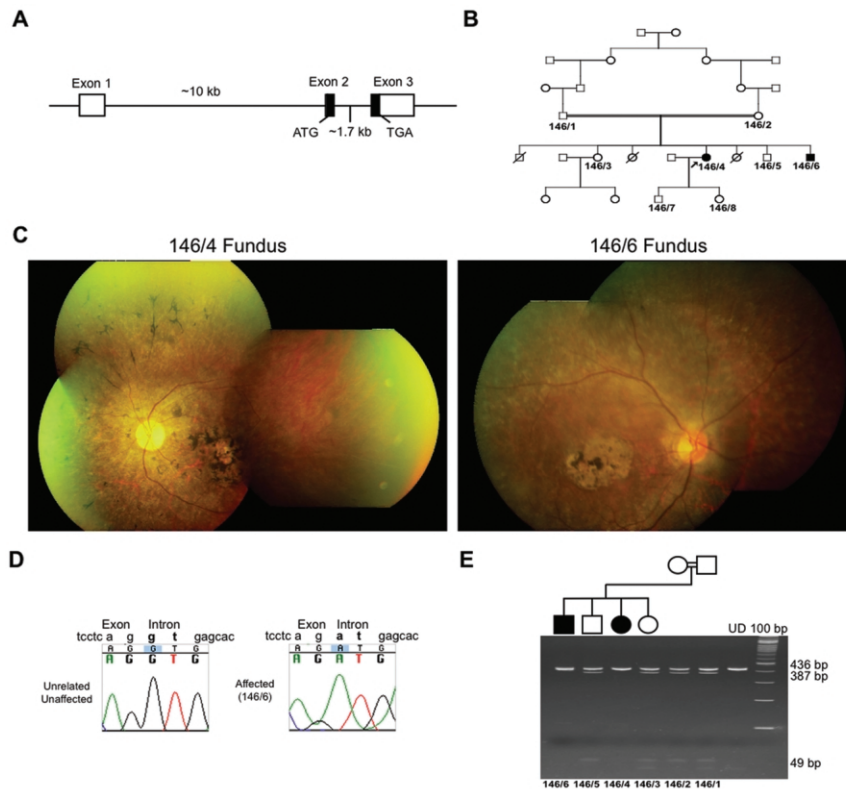 A
Exon 1
~10 kb
Exon 2
Exon 3
ATG
~1.7 kb
TGA
B
146/1
146/2
146/3
146/4
146/5
146/6
146/7
146/8
C
146/4 Fundus
146/6 Fundus
D
Exon Intron
tcctc a g g t gagcac
A G G T G
A G G T G
Unrelated
Unaffected
Exon Intron
tcctc a g a t gagcac
A G A T G
A G A T G
Affected
(146/6)
E
UD 100 bp
436 bp
387 bp
49 bp
146/6 146/5 146/4 146/3 146/2 146/1